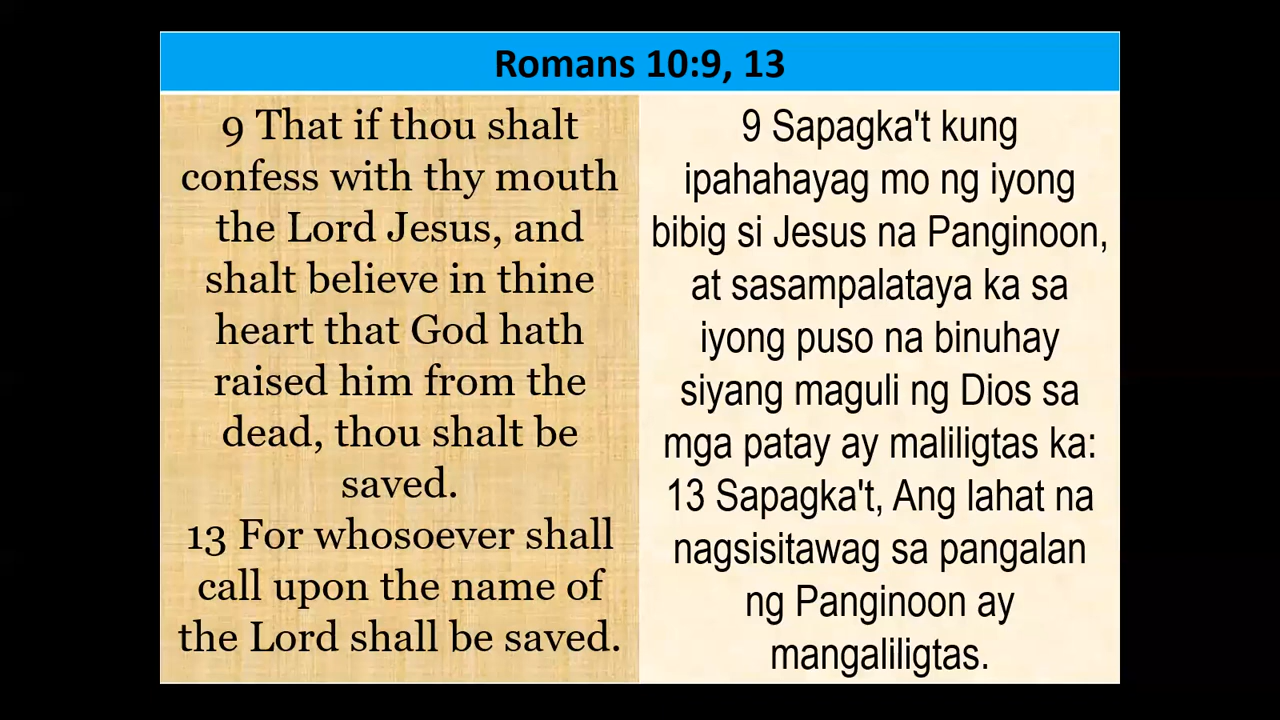 Romans 10:9, 13
9 That if thou shalt
confess with thy mouth
the Lord Jesus, and
shalt believe in thine
heart that God hath
raised him from the
dead, thou shalt be
saved.
13 For whosoever shall
call upon the name of
the Lord shall be saved.
9 Sapagka't kung
ipahahayag mo ng iyong
bibig si Jesus na Panginoon,
at sasampalataya ka sa
iyong puso na binuhay
siyang maguli ng Dios sa
mga patay ay maliligtas ka:
13 Sapagka't, Ang lahat na
nagsisitawag sa pangalan
ng Panginoon ay
mangaliligtas.